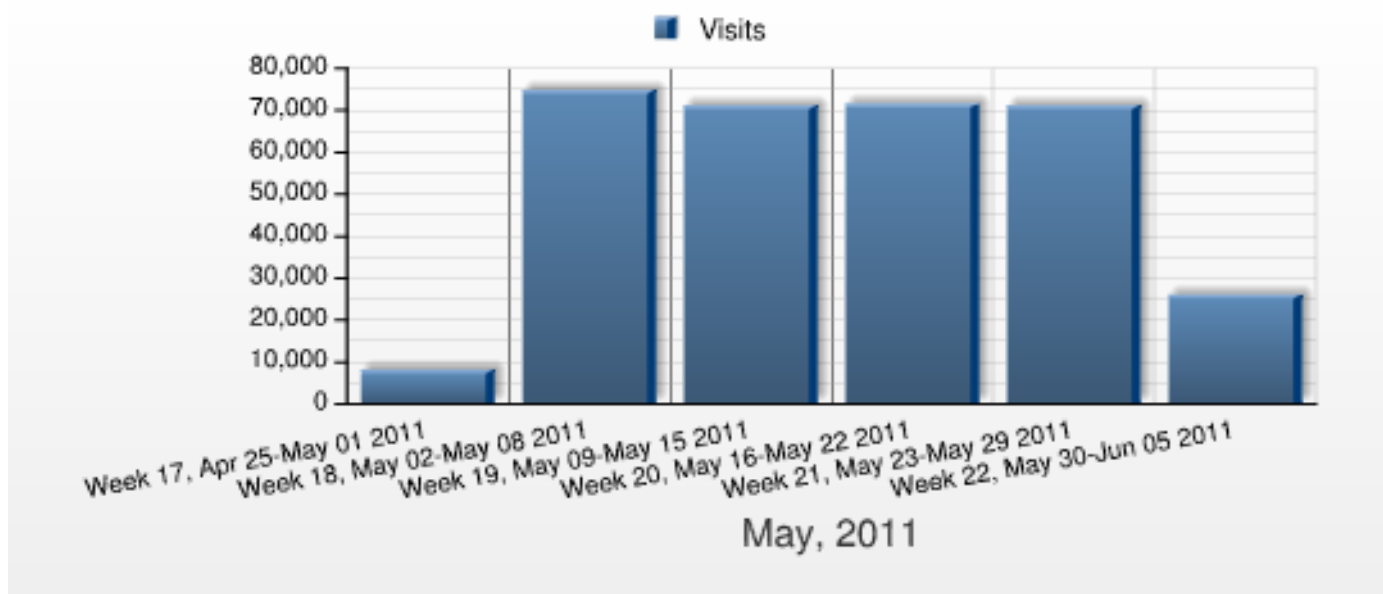 Visits
80,000
70,000
60,000
50,000
40,000
30,000
20,000
10,000
0
Week 17, Apr 25-May 01 2011
Week 18, May 02-May 08 2011
Week 19, May 09-May 15 2011
Week 20, May 16-May 22 2011
Week 21, May 23-May 29 2011
Week 22, May 30-Jun 05 2011
May, 2011